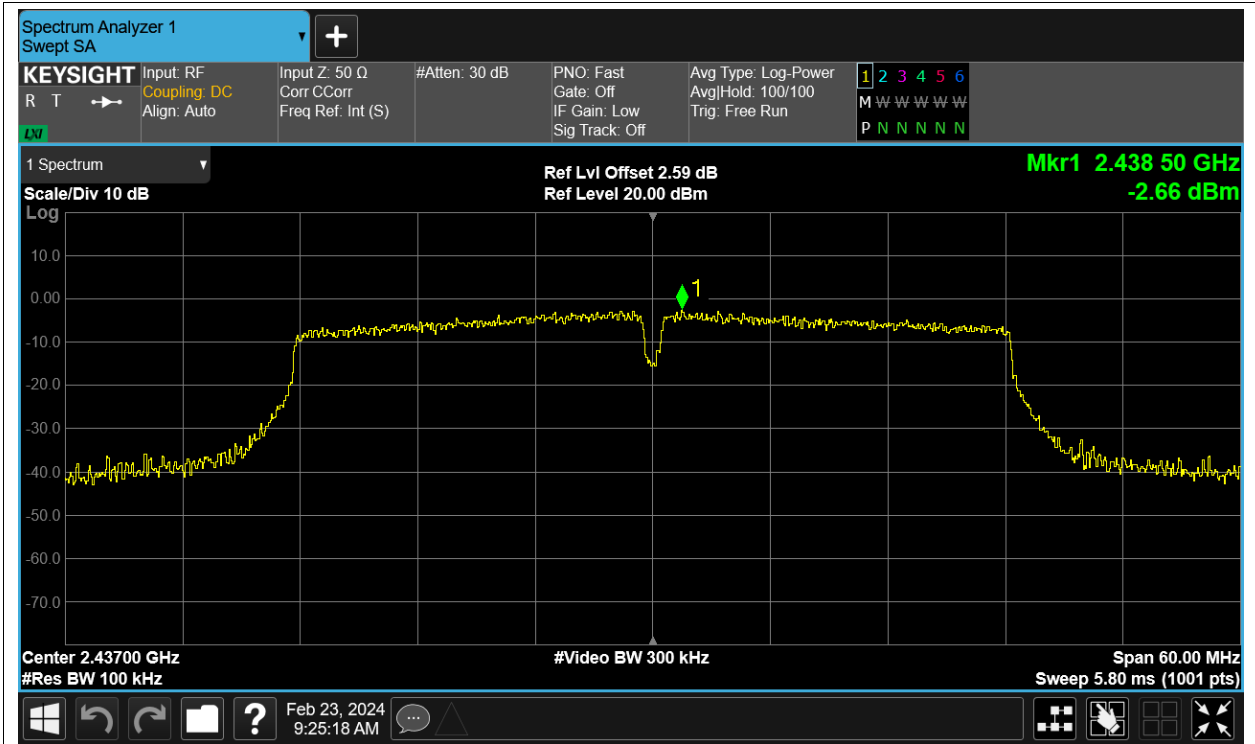 Spectrum Analyzer 1
Swept SA
+
KEYSIGHT Input: RF Input Z: 50 Ω #Atten: 30 dB PNO: Fast Avg Type: Log-Power 1 2 3 4 5 6
R T Coupling: DC Corr CCorr Gate: Off Avg|Hold: 100/100 M W W W W W
Align: Auto Freq Ref: Int (S) IF Gain: Low Trig: Free Run
LXI Sig Track: Off P N N N N N
1 Spectrum Ref Lvl Offset 2.59 dB Mkr1 2.438 50 GHz
Scale/Div 10 dB Ref Level 20.00 dBm -2.66 dBm
Log
10.0
0.00
1
-10.0
-20.0
-30.0
-40.0
-50.0
-60.0
-70.0
Center 2.43700 GHz #Video BW 300 kHz Span 60.00 MHz
#Res BW 100 kHz Sweep 5.80 ms (1001 pts)
? Feb 23, 2024
9:25:18 AM